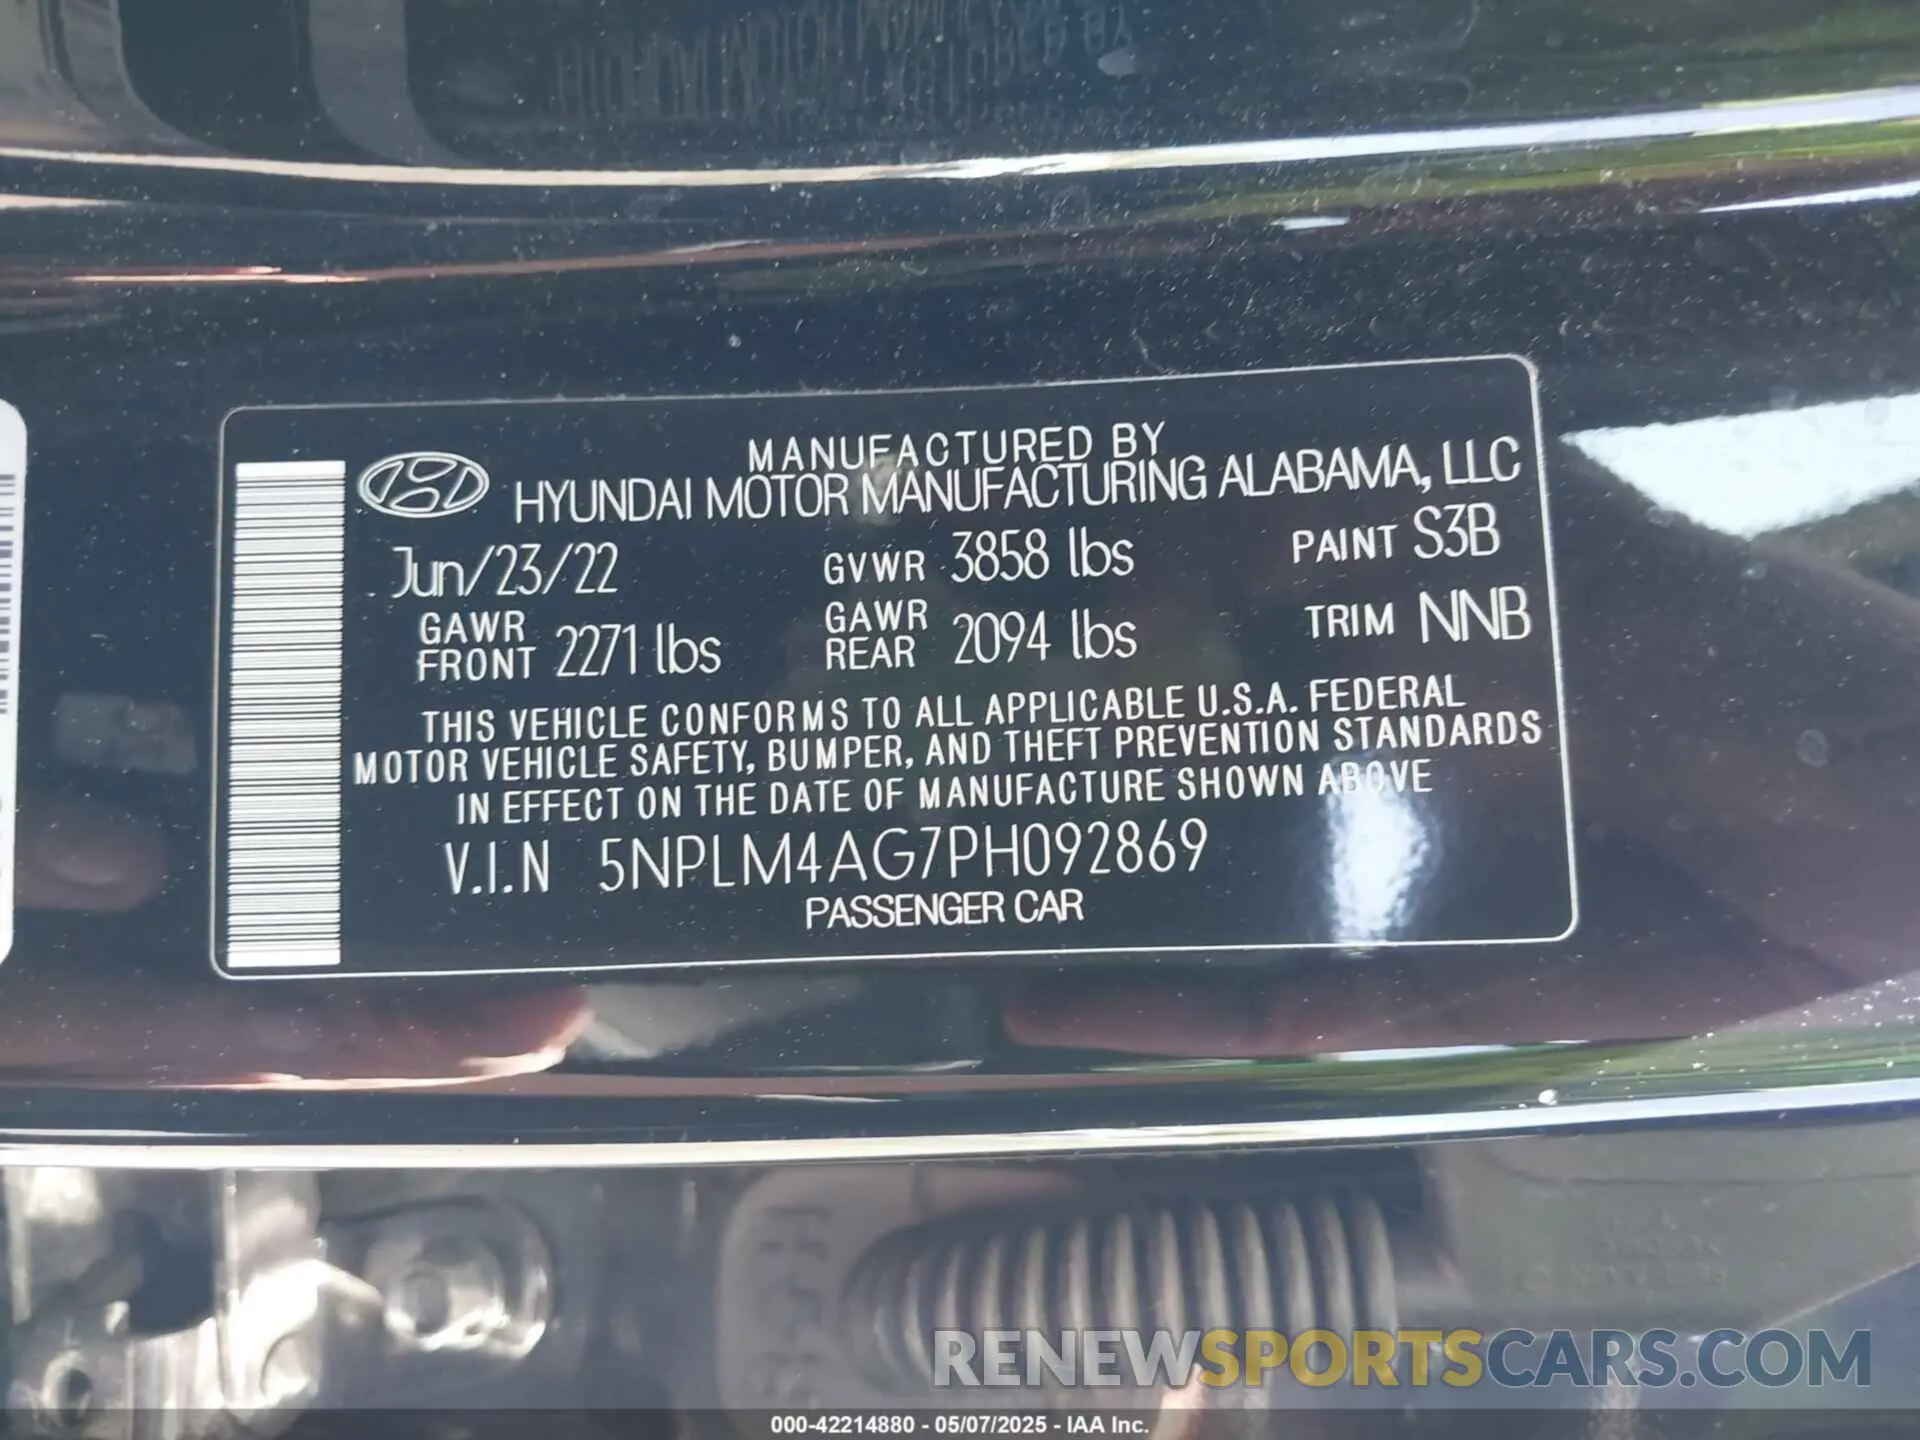 MANUFACTURED BY
HYUNDAI MOTOR MANUFACTURING ALABAMA, LLC
Jun/23/22 GVWR 3858 lbs PAINT S3B
GAWR FRONT 2271 lbs GAWR REAR 2094 lbs TRIM NNB
THIS VEHICLE CONFORMS TO ALL APPLICABLE U.S.A. FEDERAL
MOTOR VEHICLE SAFETY, BUMPER, AND THEFT PREVENTION STANDARDS
IN EFFECT ON THE DATE OF MANUFACTURE SHOWN ABOVE
V.I.N 5NPLM4AG7PH092869
PASSENGER CAR
RENEWSPORTSCARS.COM
000-42214880 - 05/07/2025 - IAA Inc.